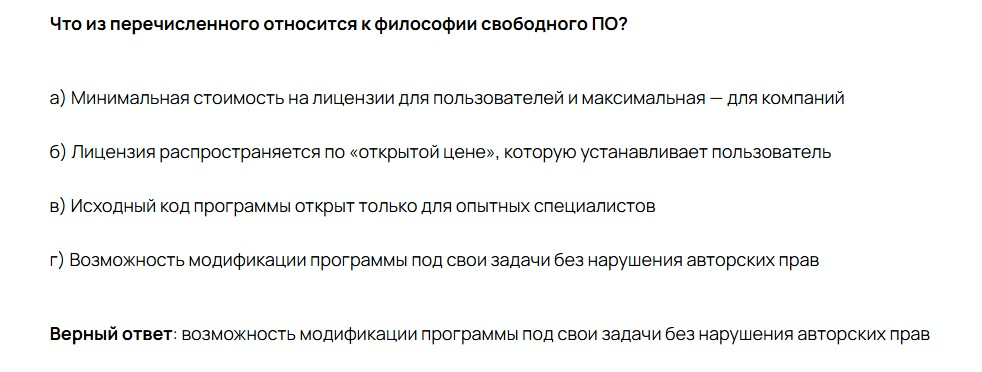 Что из перечисленного относится к философии свободного ПО?
а) Минимальная стоимость на лицензии для пользователей и максимальная — для компаний
б) Лицензия распространяется по «открытой цене», которую устанавливает пользователь
в) Исходный код программы открыт только для опытных специалистов
г) Возможность модификации программы под свои задачи без нарушения авторских прав
Верный ответ: возможность модификации программы под свои задачи без нарушения авторских прав